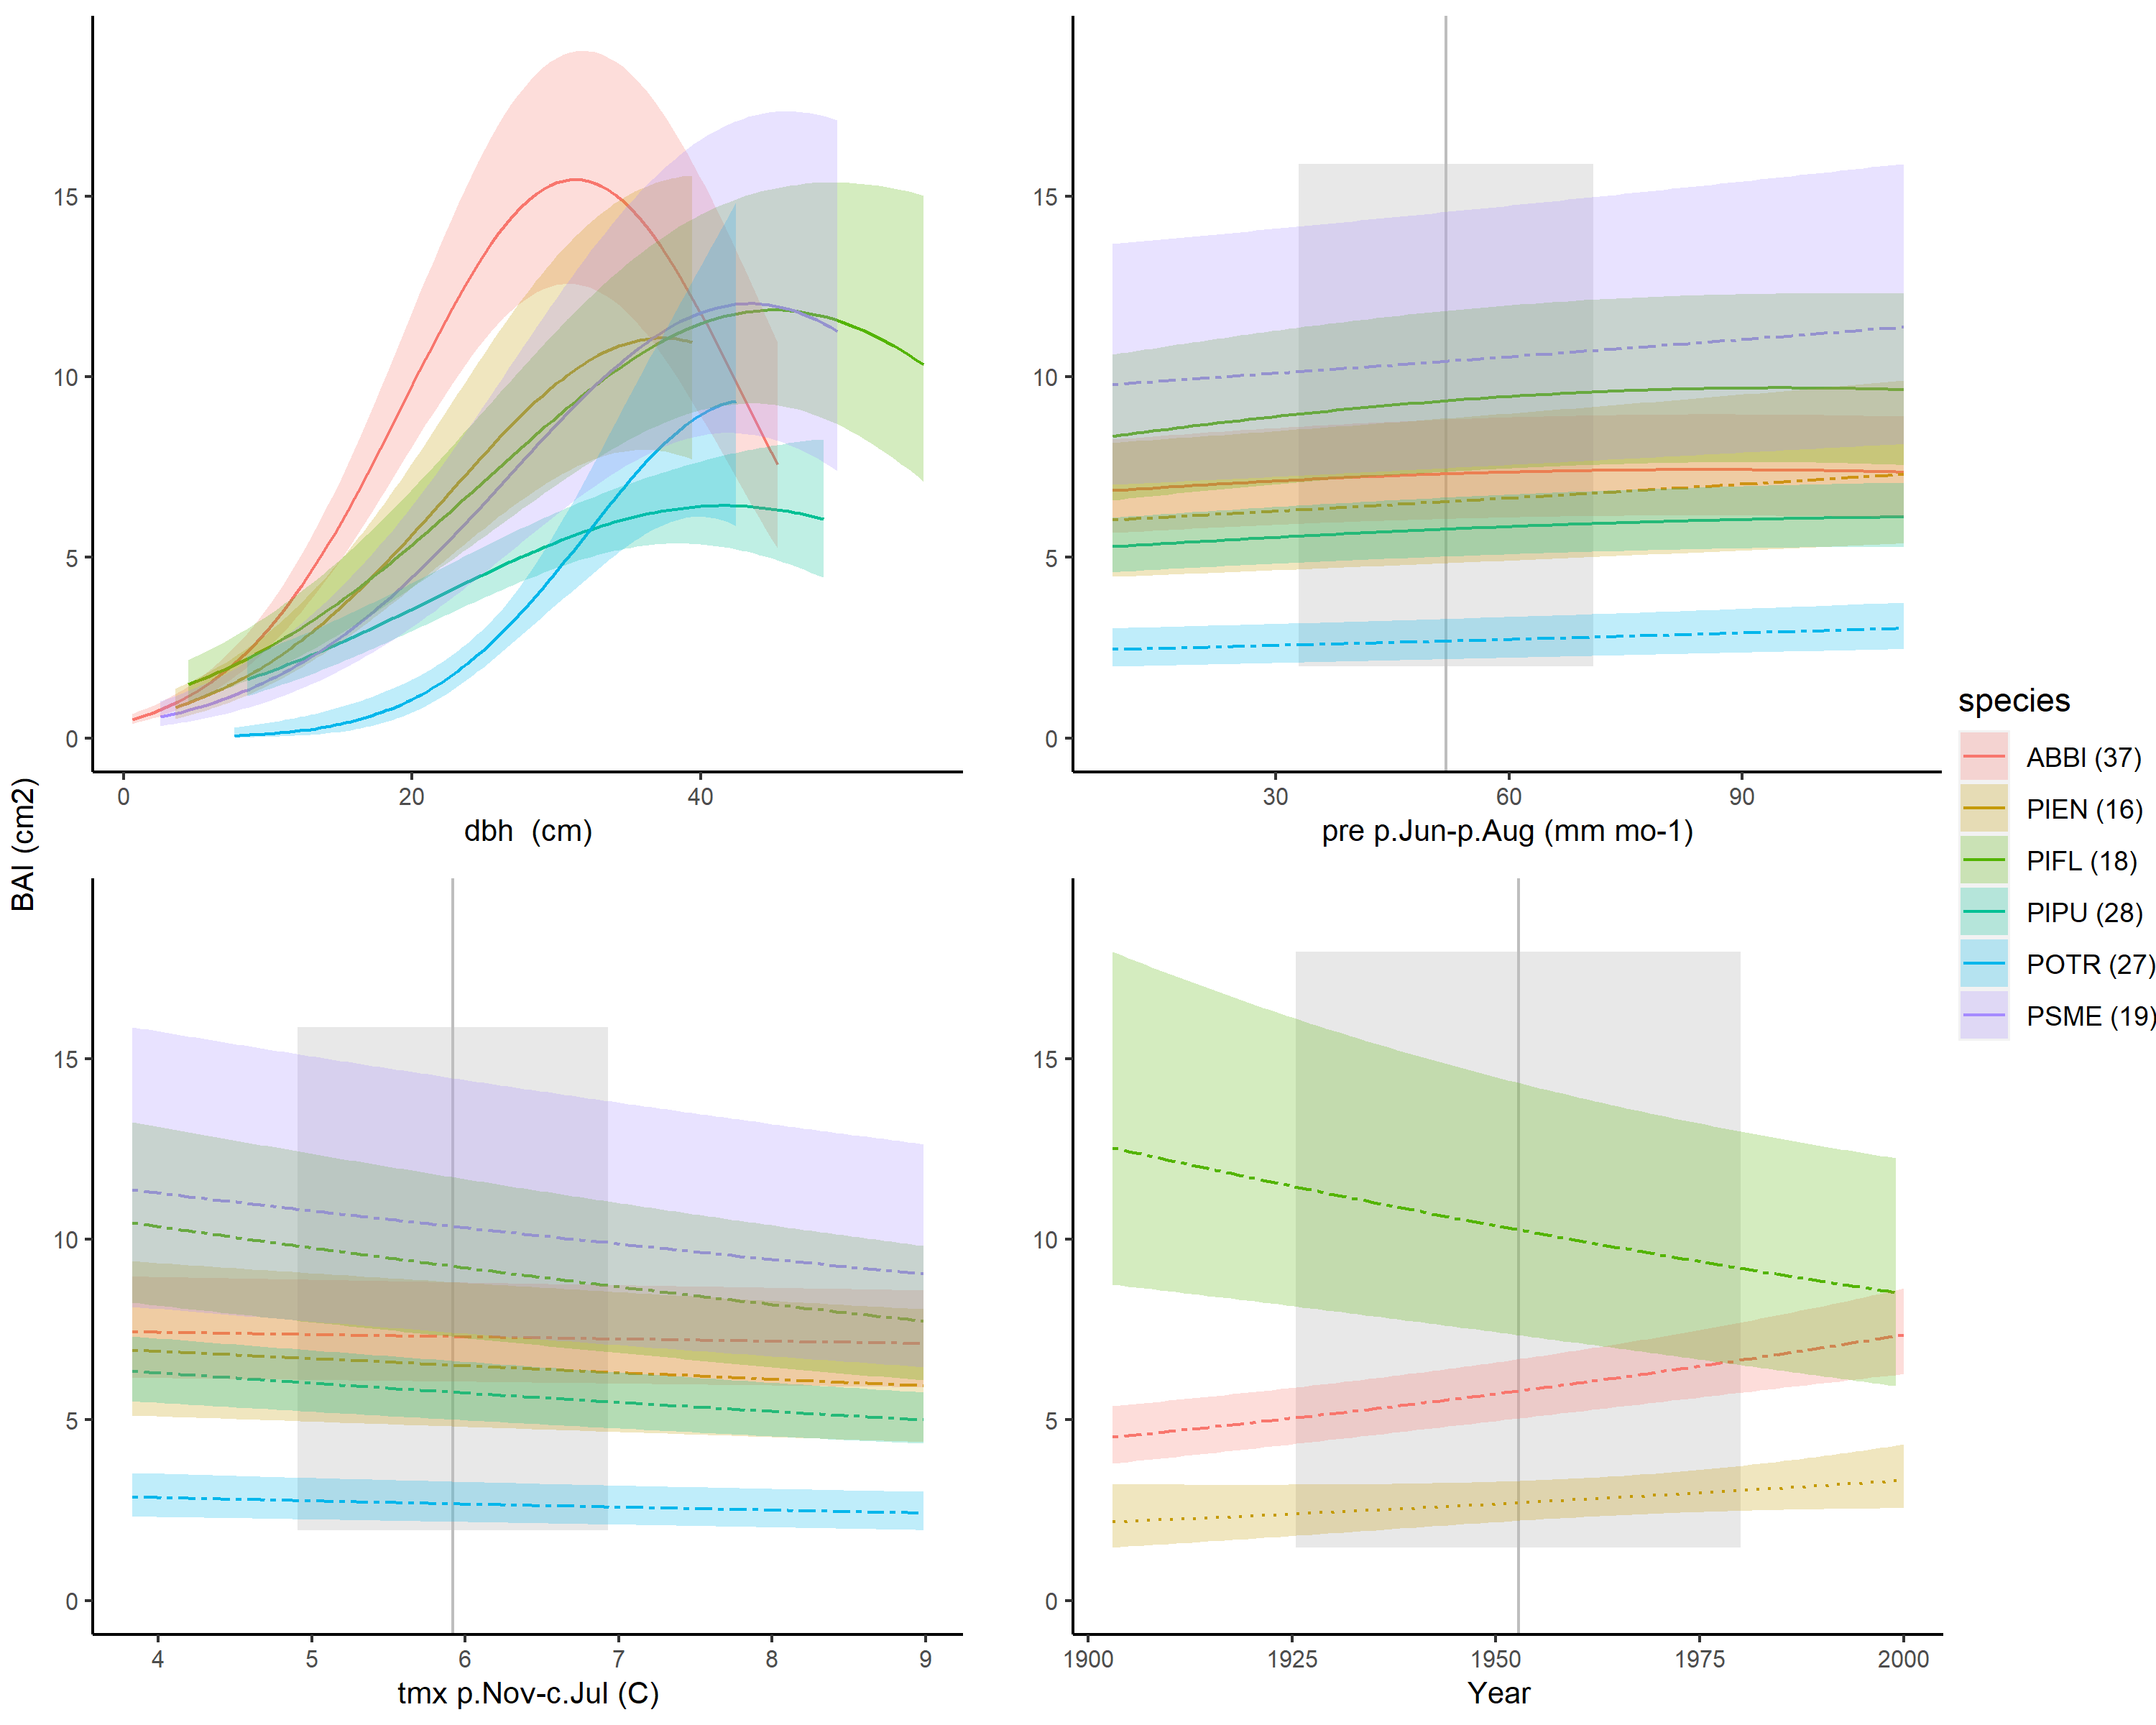 BAI (cm2)
15
10
5
0
0 20 40
dbh (cm)
15
10
5
0
30 60 90
pre p.Jun-p.Aug (mm mo-1)
15
10
5
0
4 5 6 7 8 9
tmx p.Nov-c.Jul (C)
15
10
5
0
1900 1925 1950 1975 2000
Year
species
ABBI (37)
PIEN (16)
PIFL (18)
PIPU (28)
POTR (27)
PSME (19)